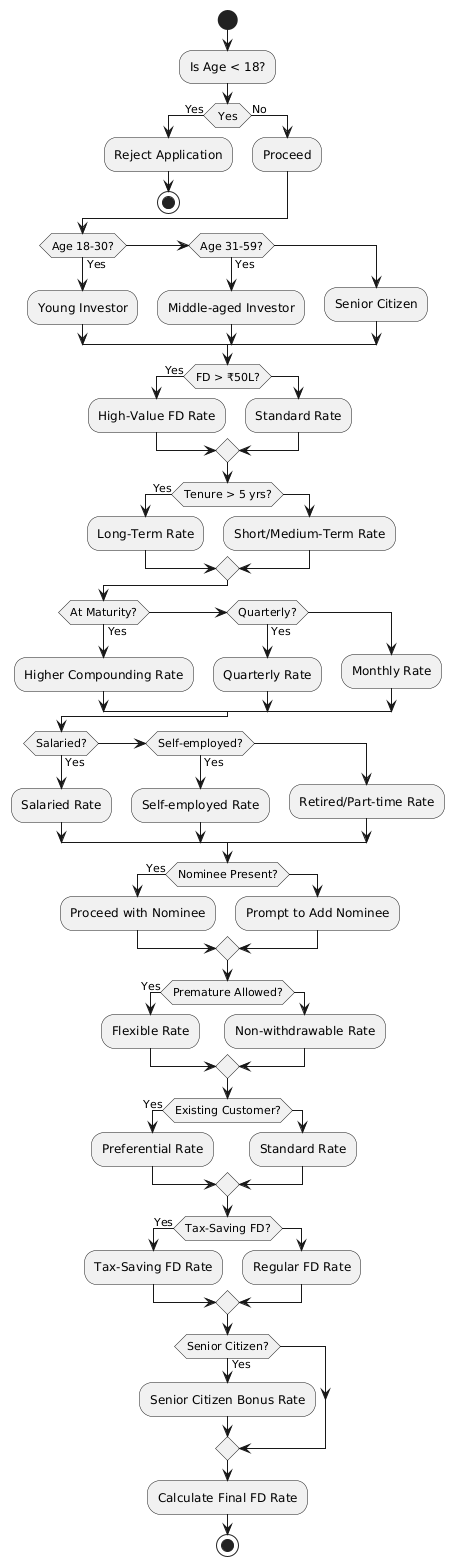 Is Age < 18?
Yes
Yes
No
Reject Application
Proceed
Age 18-30?
Age 31-59?
Yes
Yes
Young Investor
Middle-aged Investor
Senior Citizen
Yes
FD > ₹50L?
High-Value FD Rate
Standard Rate
Yes
Tenure > 5 yrs?
Long-Term Rate
Short/Medium-Term Rate
At Maturity?
Quarterly?
Yes
Yes
Higher Compounding Rate
Quarterly Rate
Monthly Rate
Salaried?
Self-employed?
Yes
Yes
Salaried Rate
Self-employed Rate
Retired/Part-time Rate
Yes
Nominee Present?
Proceed with Nominee
Prompt to Add Nominee
Yes
Premature Allowed?
Flexible Rate
Non-withdrawable Rate
Yes
Existing Customer?
Preferential Rate
Standard Rate
Yes
Tax-Saving FD?
Tax-Saving FD Rate
Regular FD Rate
Senior Citizen?
Yes
Senior Citizen Bonus Rate
Calculate Final FD Rate